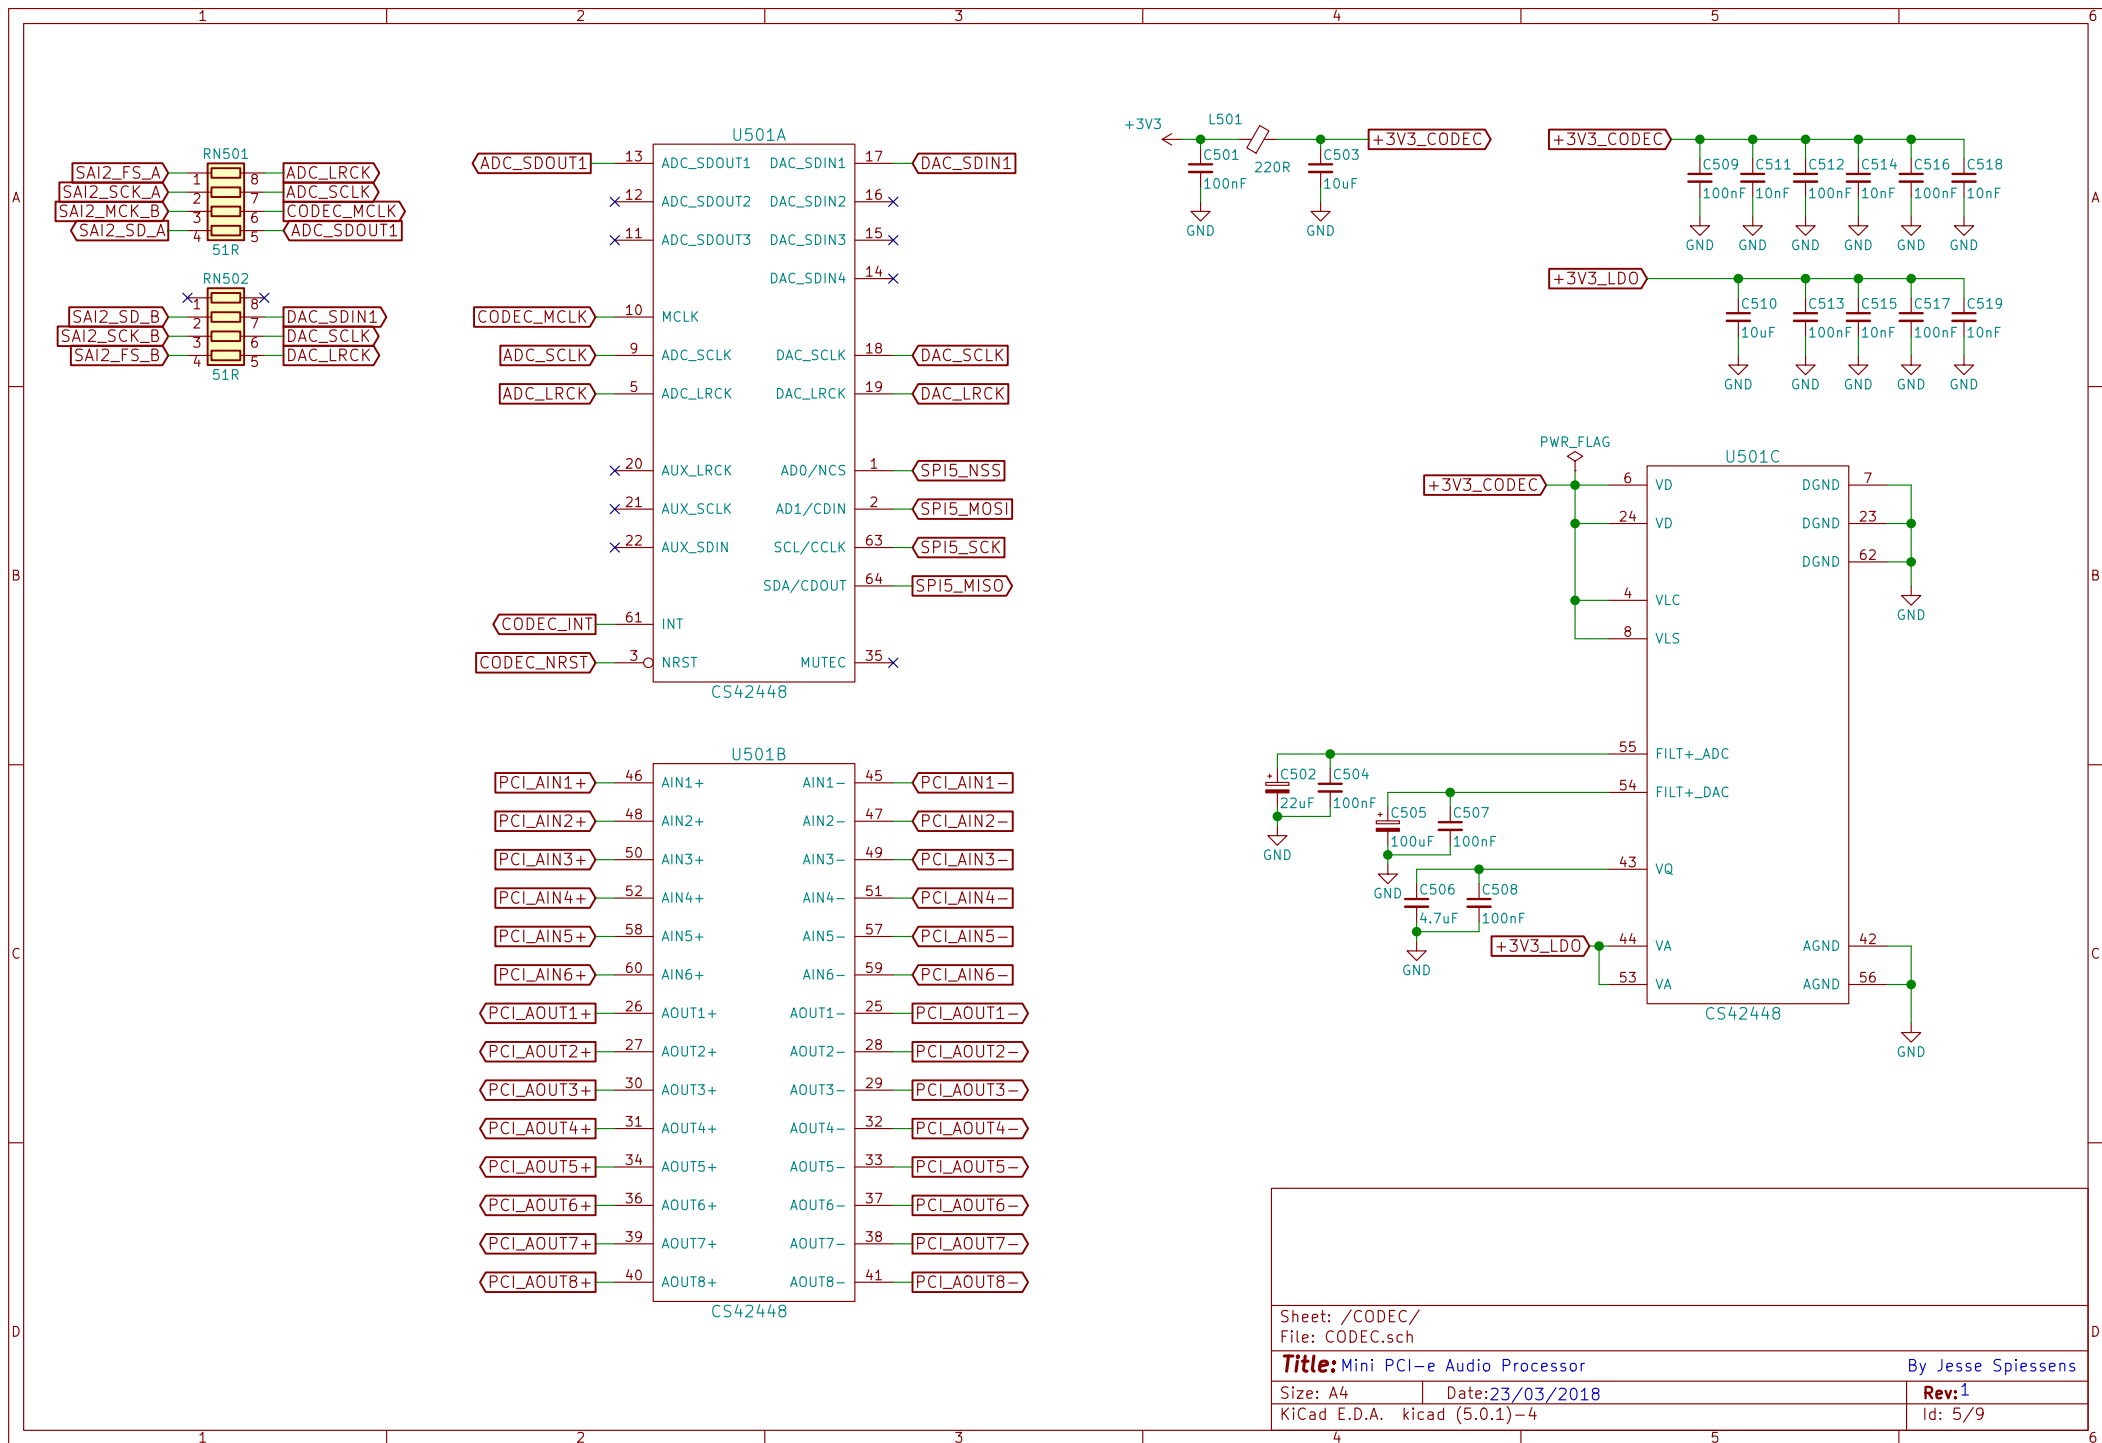 1 2 3 4 5 6
A
B
C
D
RN501
SAI2_FS_A 1 8 ADC_LRCK
SAI2_SCK_A 2 7 ADC_SCLK
SAI2_MCK_B 3 6 CODEC_MCLK
SAI2_SD_A 4 5 ADC_SDOUT1
51R
RN502
1 8
SAI2_SD_B 2 7 DAC_SDIN1
SAI2_SCK_B 3 6 DAC_SCLK
SAI2_FS_B 4 5 DAC_LRCK
51R
U501A
ADC_SDOUT1 13 ADC_SDOUT1 DAC_SDIN1 17 DAC_SDIN1
12 ADC_SDOUT2 DAC_SDIN2 16
11 ADC_SDOUT3 DAC_SDIN3 15
DAC_SDIN4 14
CODEC_MCLK 10 MCLK
ADC_SCLK 9 ADC_SCLK DAC_SCLK 18 DAC_SCLK
ADC_LRCK 5 ADC_LRCK DAC_LRCK 19 DAC_LRCK
20 AUX_LRCK AD0/NCS 1 SPI5_NSS
21 AUX_SCLK AD1/CDIN 2 SPI5_MOSI
22 AUX_SDIN SCL/CCLK 63 SPI5_SCK
SDA/CDOUT 64 SPI5_MISO
CODEC_INT 61 INT
CODEC_NRST 3 NRST MUTEC 35
CS42448
U501B
PCI_AIN1+ 46 AIN1+ AIN1- 45 PCI_AIN1-
PCI_AIN2+ 48 AIN2+ AIN2- 47 PCI_AIN2-
PCI_AIN3+ 50 AIN3+ AIN3- 49 PCI_AIN3-
PCI_AIN4+ 52 AIN4+ AIN4- 51 PCI_AIN4-
PCI_AIN5+ 58 AIN5+ AIN5- 57 PCI_AIN5-
PCI_AIN6+ 60 AIN6+ AIN6- 59 PCI_AIN6-
PCI_AOUT1+ 26 AOUT1+ AOUT1- 25 PCI_AOUT1-
PCI_AOUT2+ 27 AOUT2+ AOUT2- 28 PCI_AOUT2-
PCI_AOUT3+ 30 AOUT3+ AOUT3- 29 PCI_AOUT3-
PCI_AOUT4+ 31 AOUT4+ AOUT4- 32 PCI_AOUT4-
PCI_AOUT5+ 34 AOUT5+ AOUT5- 33 PCI_AOUT5-
PCI_AOUT6+ 36 AOUT6+ AOUT6- 37 PCI_AOUT6-
PCI_AOUT7+ 39 AOUT7+ AOUT7- 38 PCI_AOUT7-
PCI_AOUT8+ 40 AOUT8+ AOUT8- 41 PCI_AOUT8-
CS42448
+3V3 L501 +3V3_CODEC
C501 220R C503
100nF 10uF
GND GND
+3V3_CODEC
C509 C511 C512 C514 C516 C518
100nF 10nF 100nF 10nF 100nF 10nF
GND GND GND GND GND GND
+3V3_LDO
C510 C513 C515 C517 C519
10uF 100nF 10nF 100nF 10nF
GND GND GND GND GND
PWR_FLAG
U501C
+3V3_CODEC 6 VD DGND 7
24 VD DGND 23
DGND 62
4 VLC
GND
8 VLS
55 FILT+_ADC
+ C502 C504
22uF 100nF
GND
54 FILT+_DAC
+ C505 C507
100uF 100nF
GND
43 VQ
C506 C508
4.7uF 100nF
GND
+3V3_LDO 44 VA AGND 42
53 VA AGND 56
CS42448
GND
Sheet: /CODEC/
File: CODEC.sch
Title: Mini PCI-e Audio Processor By Jesse Spiessens
Size: A4 Date: 23/03/2018 Rev: 1
KiCad E.D.A. kicad (5.0.1)-4 Id: 5/9
A
B
C
D
1 2 3 4 5 6